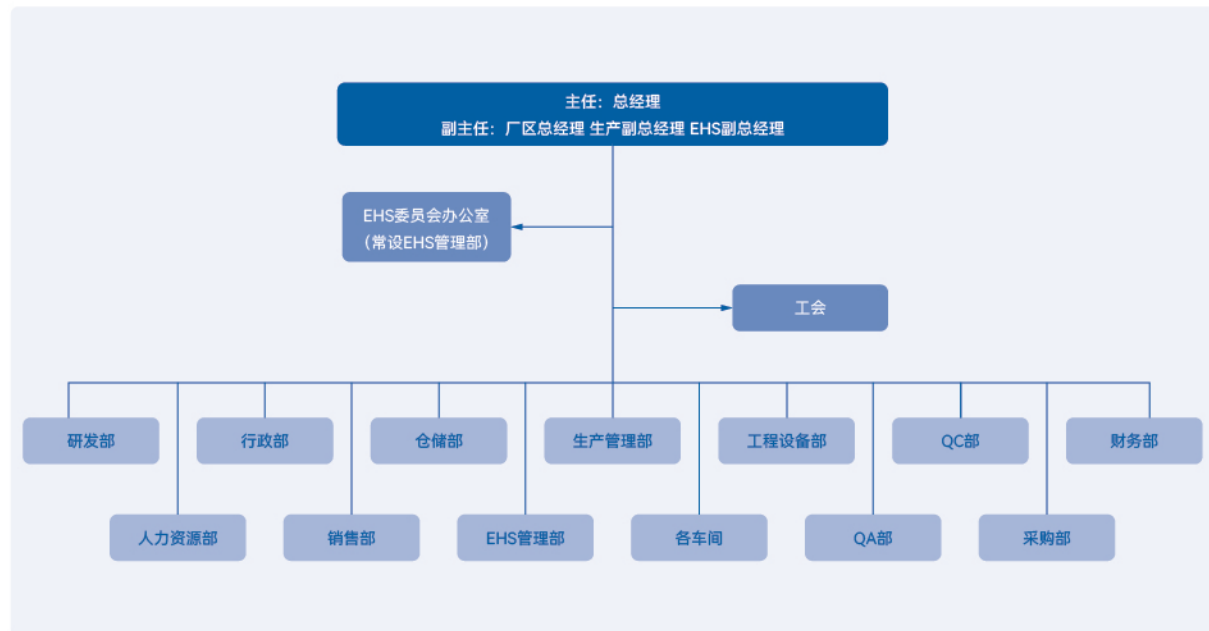 主任：总经理
副主任：厂区总经理 生产副总经理 EHS副总经理
EHS委员会办公室
（常设EHS管理部）
工会
研发部
行政部
仓储部
生产管理部
工程设备部
QC部
财务部
人力资源部
销售部
EHS管理部
各车间
QA部
采购部